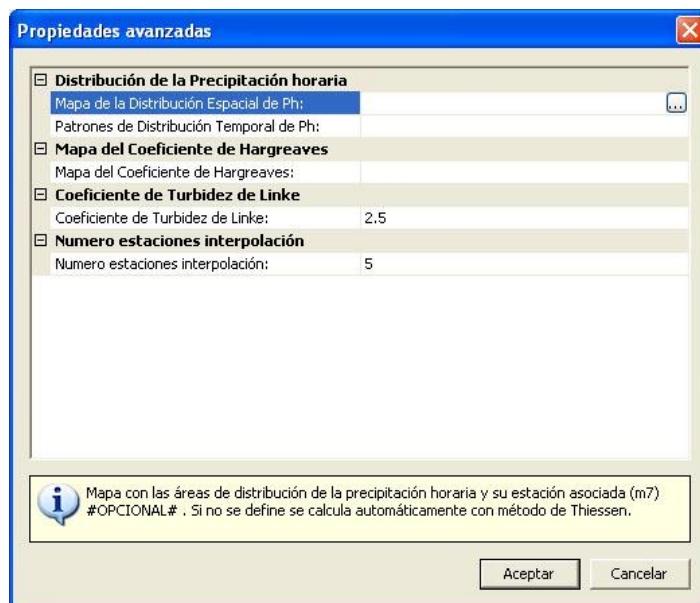 Propiedades avanzadas
Distribución de la Precipitación horaria
Mapa de la Distribución Espacial de Ph:
...
Patrones de Distribución Temporal de Ph:
Mapa del Coeficiente de Hargreaves
Mapa del Coeficiente de Hargreaves:
Coeficiente de Turbidez de Linke
Coeficiente de Turbidez de Linke: 2.5
Numero estaciones interpolación
Numero estaciones interpolación: 5
Mapa con las áreas de distribución de la precipitación horaria y su estación asociada (m7)
#OPCIONAL# . Si no se define se calcula automáticamente con método de Thiessen.
Aceptar Cancelar